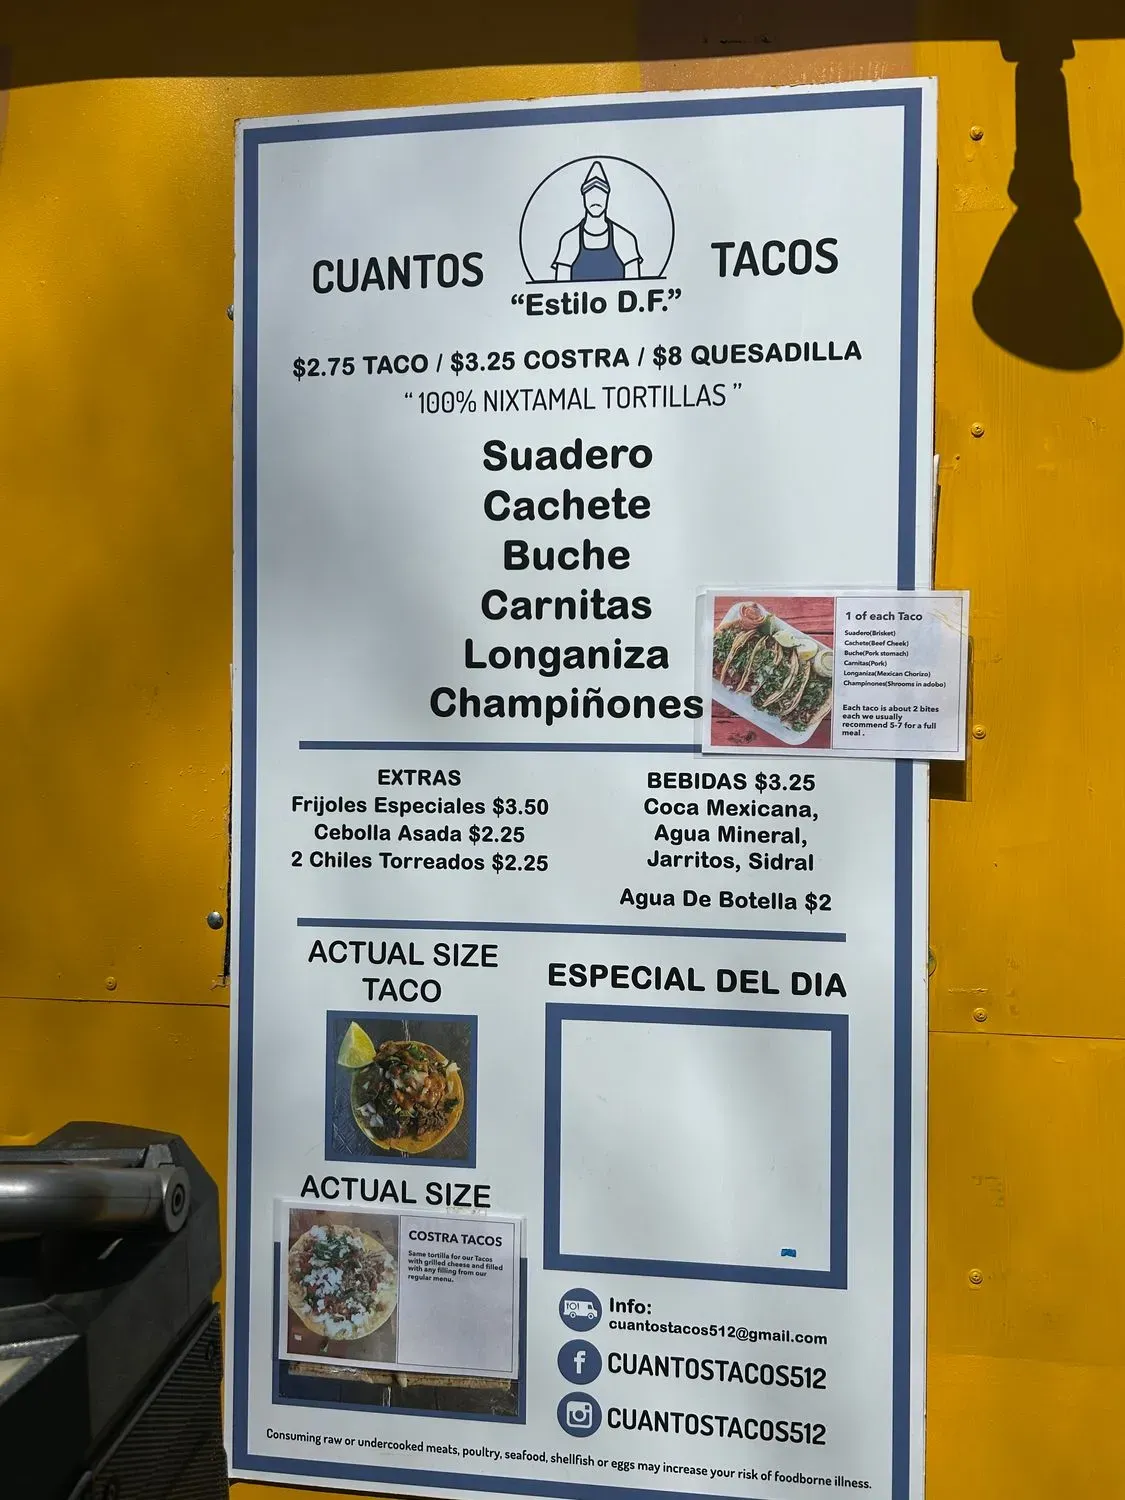 CUANTOS TACOS
“Estilo D.F.”
$2.75 TACO / $3.25 COSTRA / $8 QUESADILLA
“ 100% NIXTAMAL TORTILLAS ”
Suadero
Cachete
Buche
Carnitas
Longaniza
Champiñones
1 of each Taco
Suadero(Brisket)
Cachete(Beef Cheek)
Buche(Pork stomach)
Carnitas(Pork)
Longaniza(Mexican Chorizo)
Champinones(Shrooms in adobo)
Each taco is about 2 bites
each we usually
recommend 5-7 for a full
meal .
EXTRAS
Frijoles Especiales $3.50
Cebolla Asada $2.25
2 Chiles Torreados $2.25
BEBIDAS $3.25
Coca Mexicana,
Agua Mineral,
Jarritos, Sidral
Agua De Botella $2
ACTUAL SIZE
TACO
ACTUAL SIZE
COSTRA TACOS
Same tortilla for our Tacos
with grilled cheese and filled
with any filling from our
regular menu.
ESPECIAL DEL DIA
Info:
cuantostacos512@gmail.com
CUANTOSTACOS512
CUANTOSTACOS512
Consuming raw or undercooked meats, poultry, seafood, shellfish or eggs may increase your risk of foodborne illness.